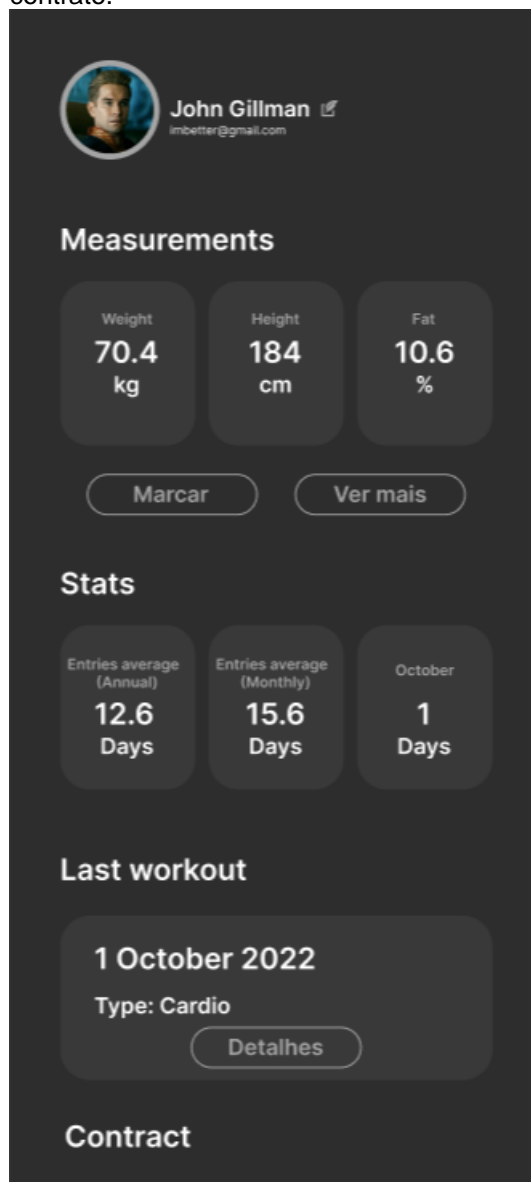 contrato.
John Gillman
imbetter@gmail.com
Measurements
Weight Height Fat
70.4 184 10.6
kg cm %
Marcar Ver mais
Stats
Entries average Entries average October
(Annual) (Monthly)
12.6 15.6 1
Days Days Days
Last workout
1 October 2022
Type: Cardio
Detalhes
Contract